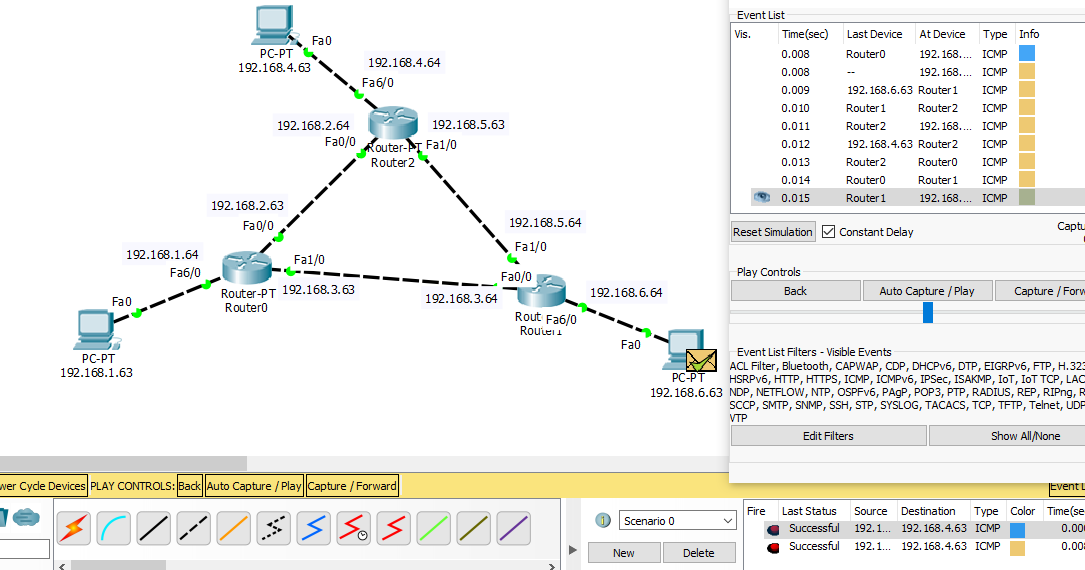 Fa0
PC-PT
192.168.4.63
192.168.4.64
Fa6/0
192.168.2.64
192.168.5.63
Fa0/0
Router-PT
Fa1/0
Router2
192.168.2.63
Fa0/0
192.168.5.64
Fa1/0
192.168.1.64
Fa6/0
Fa1/0
Router-PT
192.168.3.63
Router0
Fa0/0
192.168.3.64
192.168.6.64
Fa6/0
Router1
Fa0
PC-PT
192.168.1.63
Fa0
PC-PT
192.168.6.63
Event List
Vis. Time(sec) Last Device At Device Type Info
0.008 Router0 192.168.... ICMP
0.008 -- 192.168.... ICMP
0.009 192.168.6.63 Router1 ICMP
0.010 Router1 Router2 ICMP
0.011 Router2 192.168.... ICMP
0.012 192.168.4.63 Router2 ICMP
0.013 Router2 Router0 ICMP
0.014 Router0 Router1 ICMP
0.015 Router1 192.168.... ICMP
Reset Simulation Constant Delay Captu
Play Controls
Back Auto Capture / Play Capture / Forw
Event List Filters - Visible Events
ACL Filter, Bluetooth, CAPWAP, CDP, DHCPv6, DTP, EIGRPv6, FTP, H.323
HSRPv6, HTTP, HTTPS, ICMP, ICMPv6, IPSec, ISAKMP, IoT, IoT TCP, LAC
NDP, NETFLOW, NTP, OSPFv6, PAgP, POP3, PTP, RADIUS, REP, RIPng, R
SCCP, SMTP, SNMP, SSH, STP, SYSLOG, TACACS, TCP, TFTP, Telnet, UDP
VTP
Edit Filters Show All/None
wer Cycle Devices PLAY CONTROLS: Back Auto Capture / Play Capture / Forward Event L
Scenario 0
New Delete
Fire Last Status Source Destination Type Color Time(se
Successful 192.1... 192.168.4.63 ICMP 0.00
Successful 192.1... 192.168.4.63 ICMP 0.008